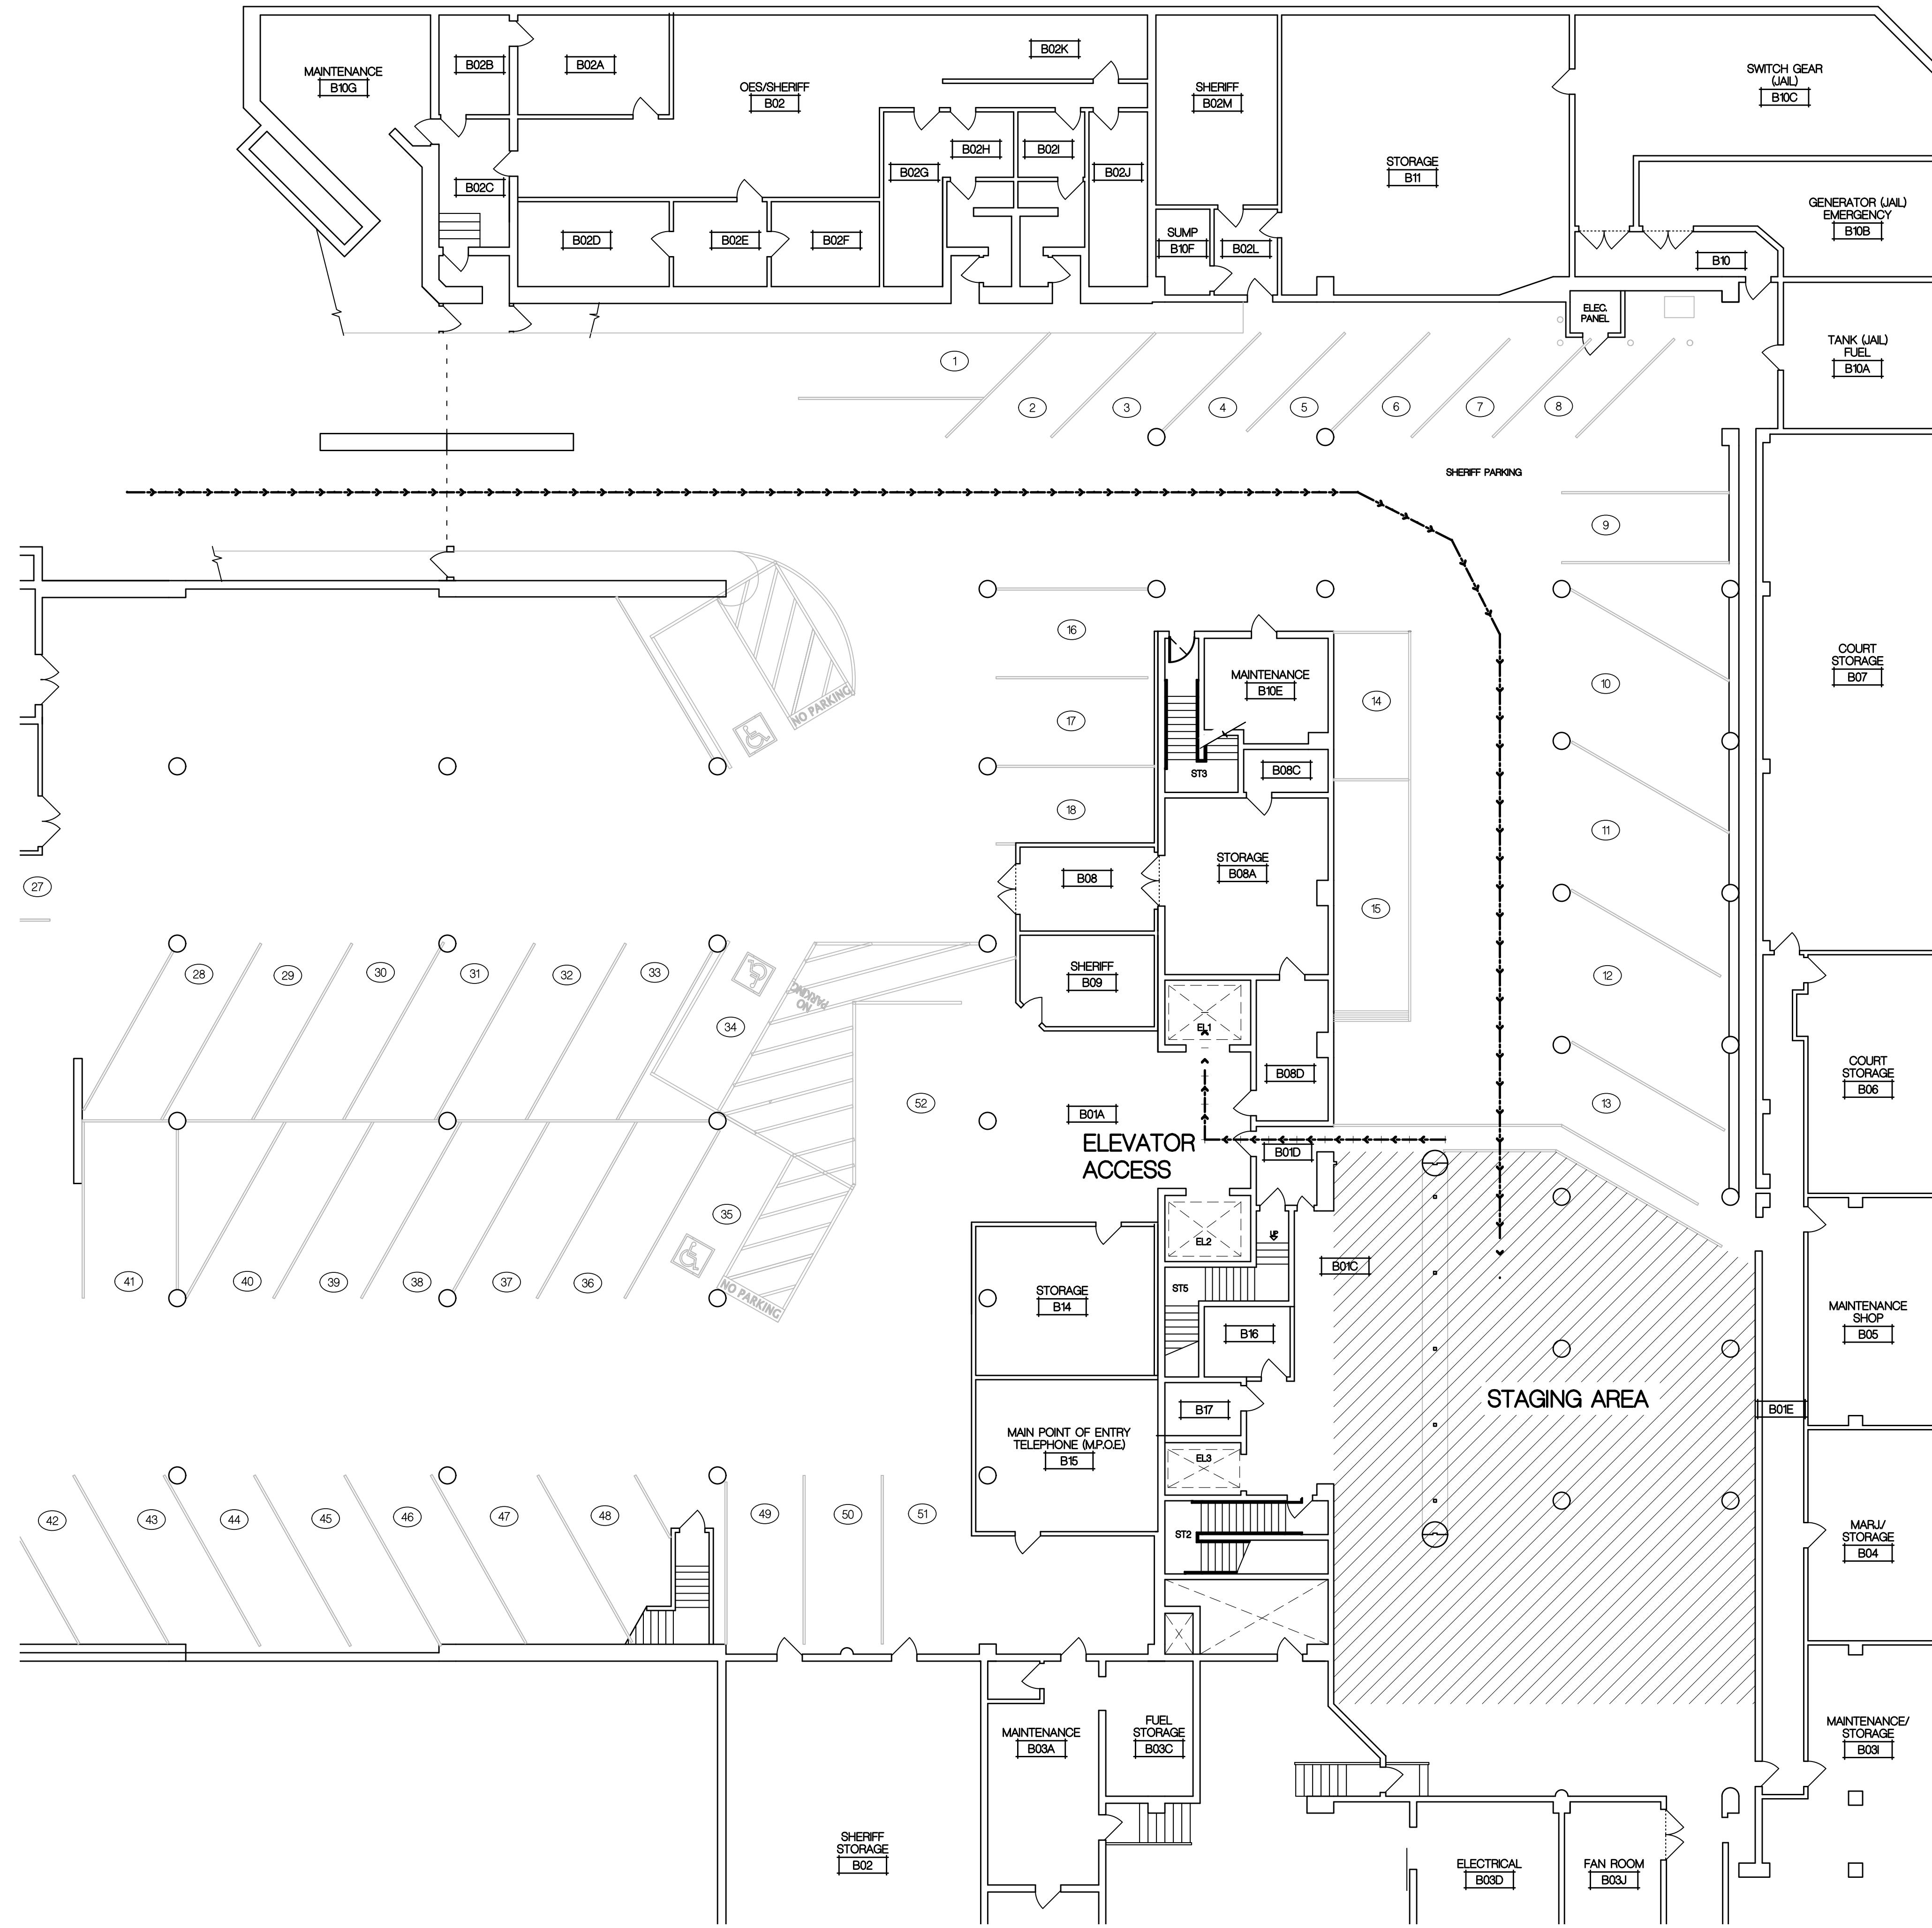 MAINTENANCE
B10G
B02B
B02A
OES/SHERIFF
B02
B02K
SHERIFF
B02M
SWITCH GEAR
(JAIL)
B10C
B02C
B02G
B02H
B02I
B02J
STORAGE
B11
GENERATOR (JAIL)
EMERGENCY
B10B
B02D
B02E
B02F
SUMP
B10F
B02L
B10
ELEC.
PANEL
TANK (JAIL)
FUEL
B10A
1
2
3
4
5
6
7
8
SHERIFF PARKING
9
16
MAINTENANCE
B10E
14
10
COURT
STORAGE
B07
NO PARKING
17
ST3
B08C
18
11
27
B08
STORAGE
B08A
15
28
29
30
31
32
33
SHERIFF
B09
12
NO
PARKING
34
EL1
B08D
52
B01A
13
COURT
STORAGE
B06
ELEVATOR
ACCESS
B01D
35
EL2
UP
B01C
41
40
39
38
37
36
NO PARKING
STORAGE
B14
ST5
B16
MAINTENANCE
SHOP
B05
STAGING AREA
B17
B01E
MAIN POINT OF ENTRY
TELEPHONE (M.P.O.E.)
B15
EL3
42
43
44
45
46
47
48
49
50
51
ST2
MARJ/
STORAGE
B04
MAINTENANCE
B03A
FUEL
STORAGE
B03C
MAINTENANCE/
STORAGE
B03I
SHERIFF
STORAGE
B02
ELECTRICAL
B03D
FAN ROOM
B03J